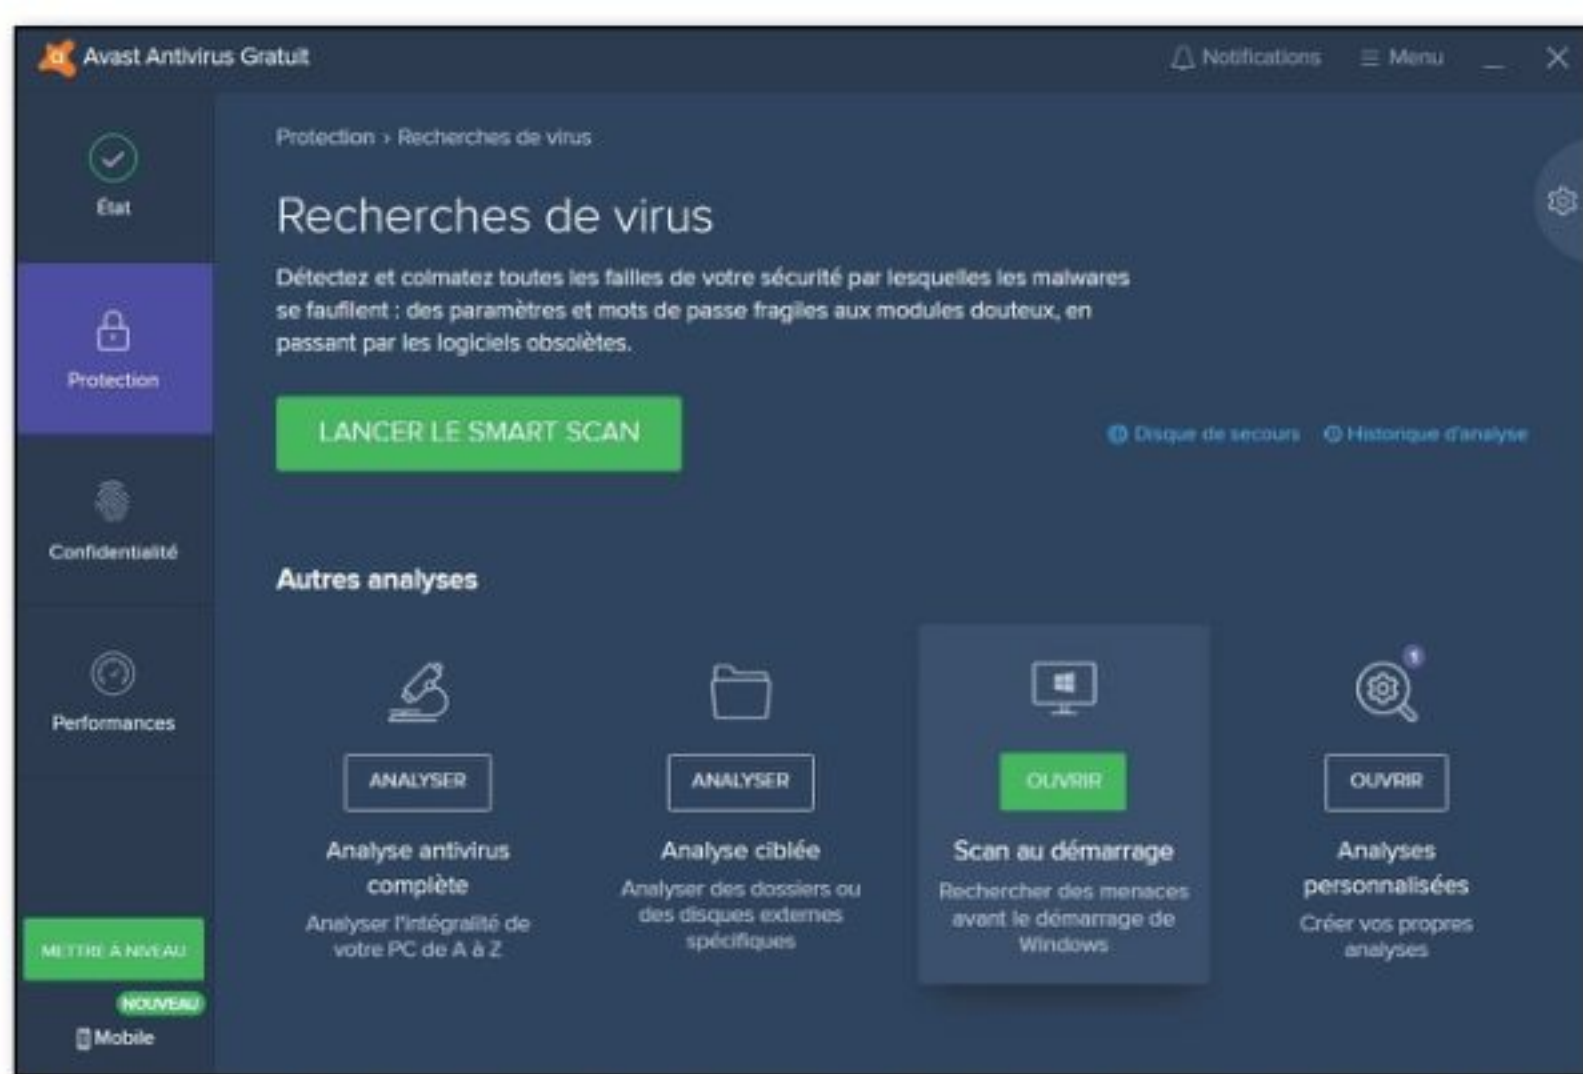 Avast Antivirus Gratuit
Notifications
Menu
État
Protection
Confidentialité
Performances
METTRE À NIVEAU
NOUVEAU
Mobile
Protection › Recherches de virus
Recherches de virus
Détectez et colmatez toutes les failles de votre sécurité par lesquelles les malwares
se faufilent : des paramètres et mots de passe fragiles aux modules douteux, en
passant par les logiciels obsolètes.
LANCER LE SMART SCAN
Disque de secours
Historique d'analyse
Autres analyses
ANALYSER
Analyse antivirus
complète
Analyser l'intégralité de
votre PC de A à Z
ANALYSER
Analyse ciblée
Analyser des dossiers ou
des disques externes
spécifiques
OUVRIR
Scan au démarrage
Rechercher des menaces
avant le démarrage de
Windows
1
OUVRIR
Analyses
personnalisées
Créer vos propres
analyses